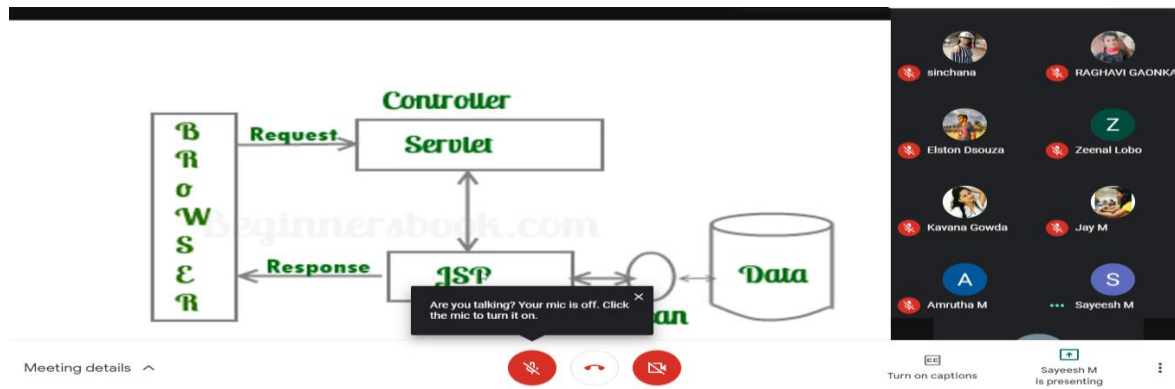 Controller
BROWSER
Request
Servlet
Beginnersbook.com
Response
JSP
Data
Are you talking? Your mic is off. Click
the mic to turn it on.
sinchana
RAGHAVI GAONKA
Elston Dsouza
Z
Zeenal Lobo
Kavana Gowda
Jay M
A
Amrutha M
S
Sayeesh M
Meeting details
CC
Turn on captions
Sayeesh M
is presenting